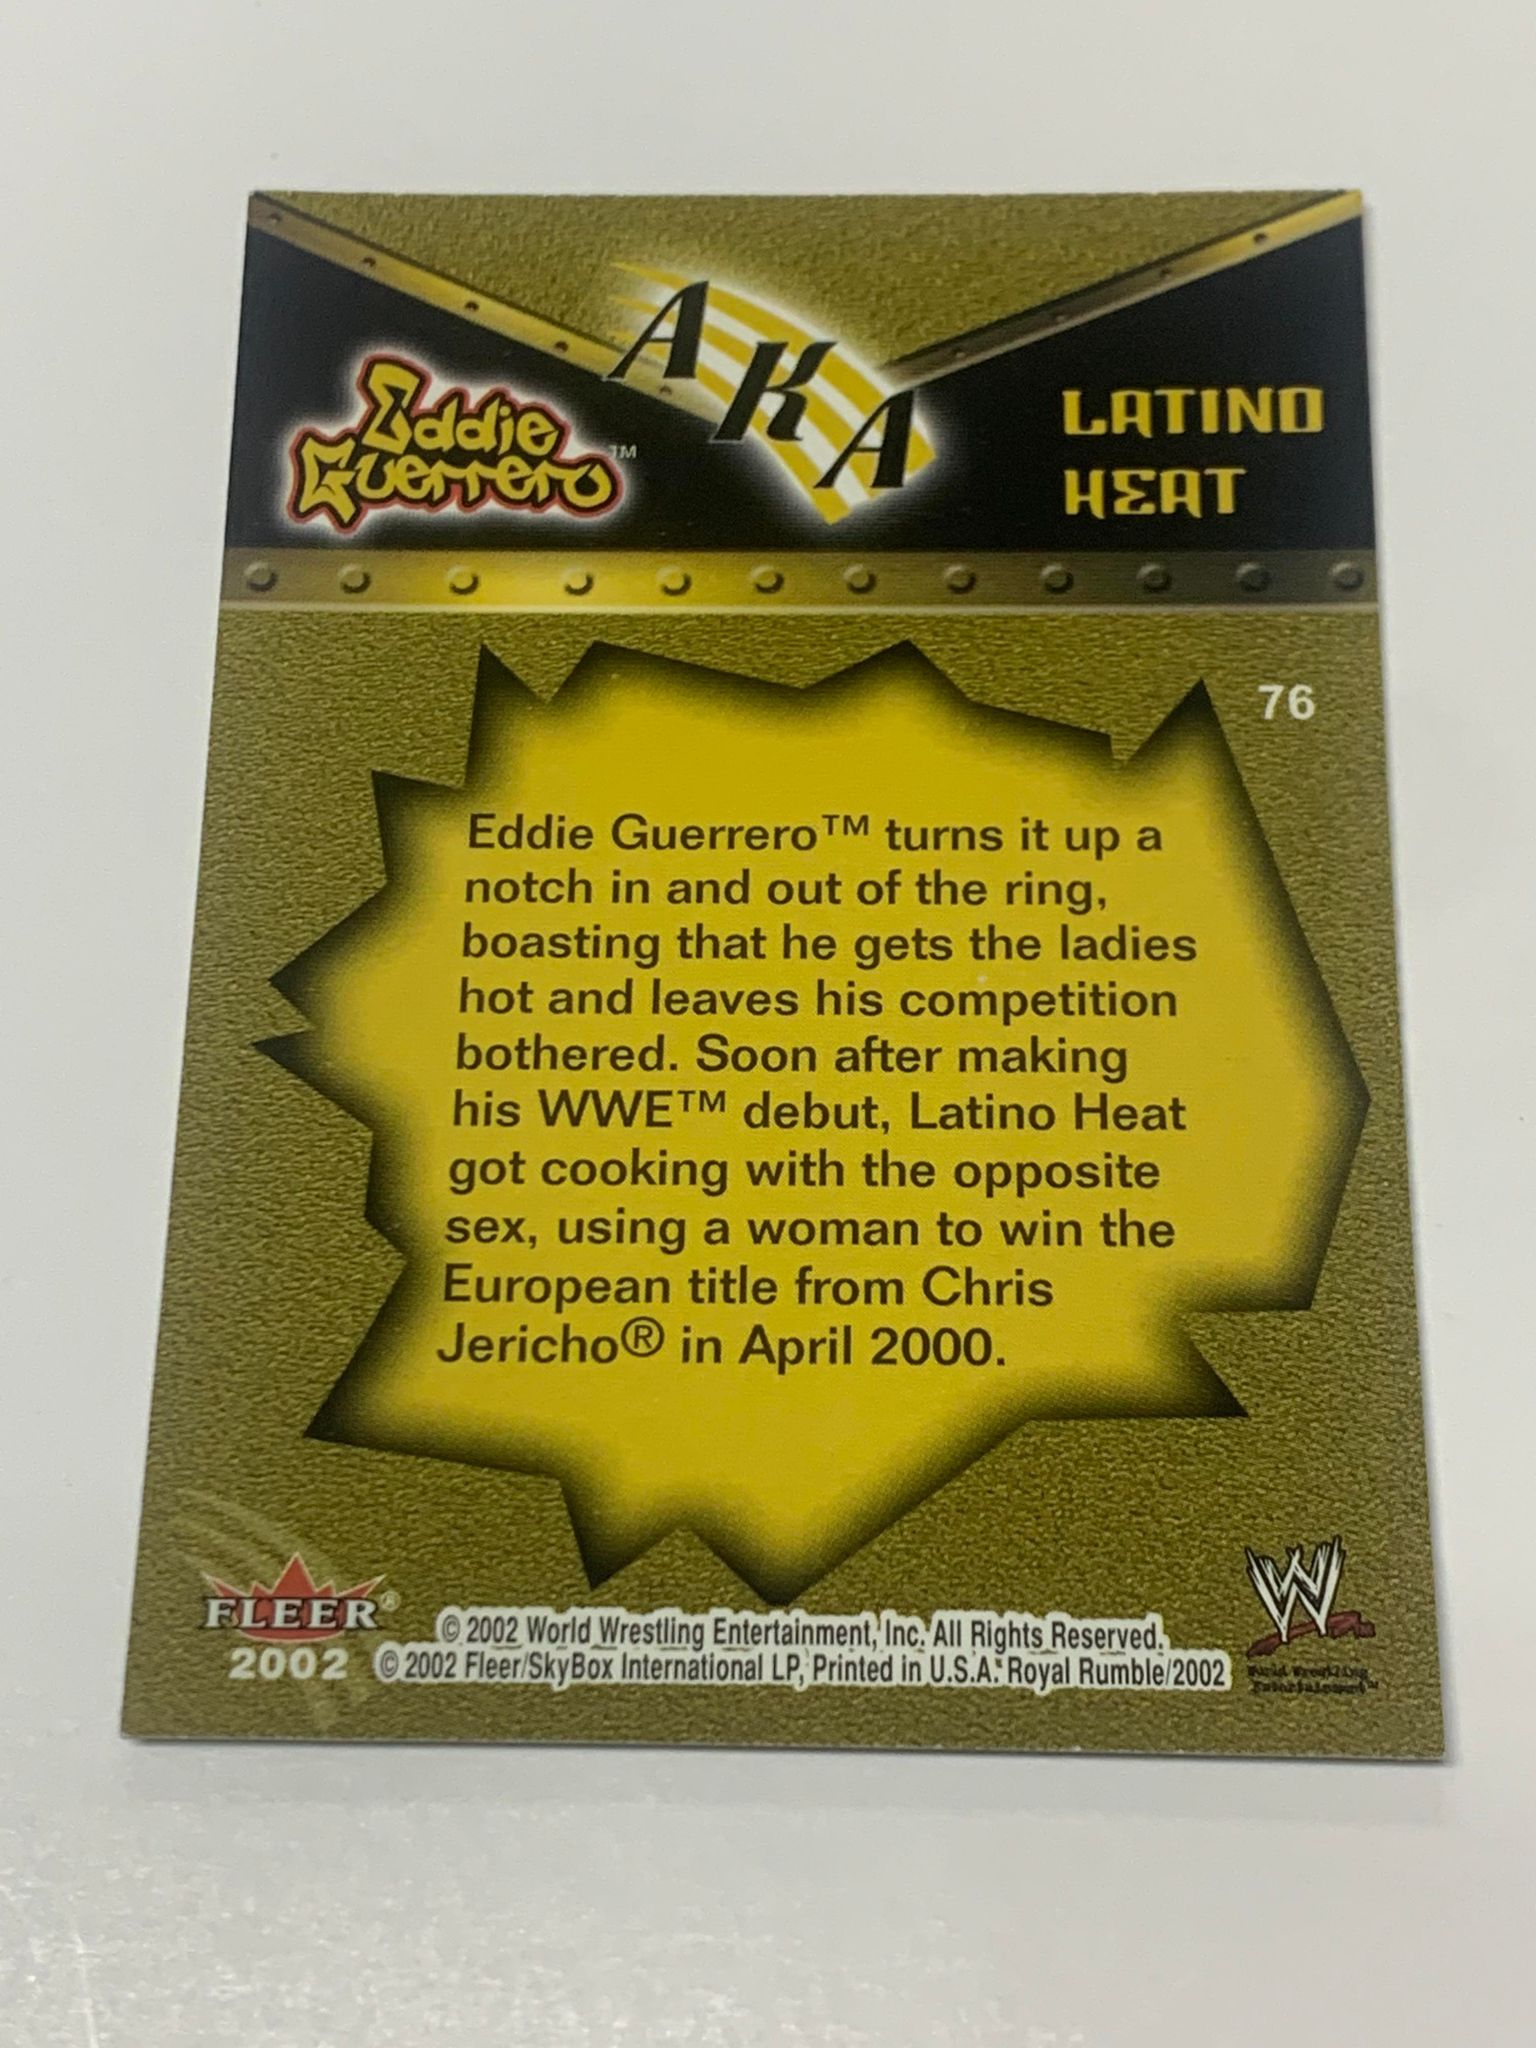 AKA
Eddie
Guerrero™
LATINO
HEAT
76
Eddie Guerrero™ turns it up a
notch in and out of the ring,
boasting that he gets the ladies
hot and leaves his competition
bothered. Soon after making
his WWE™ debut, Latino Heat
got cooking with the opposite
sex, using a woman to win the
European title from Chris
Jericho® in April 2000.
FLEER®
2002
© 2002 World Wrestling Entertainment, Inc. All Rights Reserved.
© 2002 Fleer/SkyBox International LP, Printed in U.S.A. Royal Rumble/2002
W
World Wrestling
Entertainment™